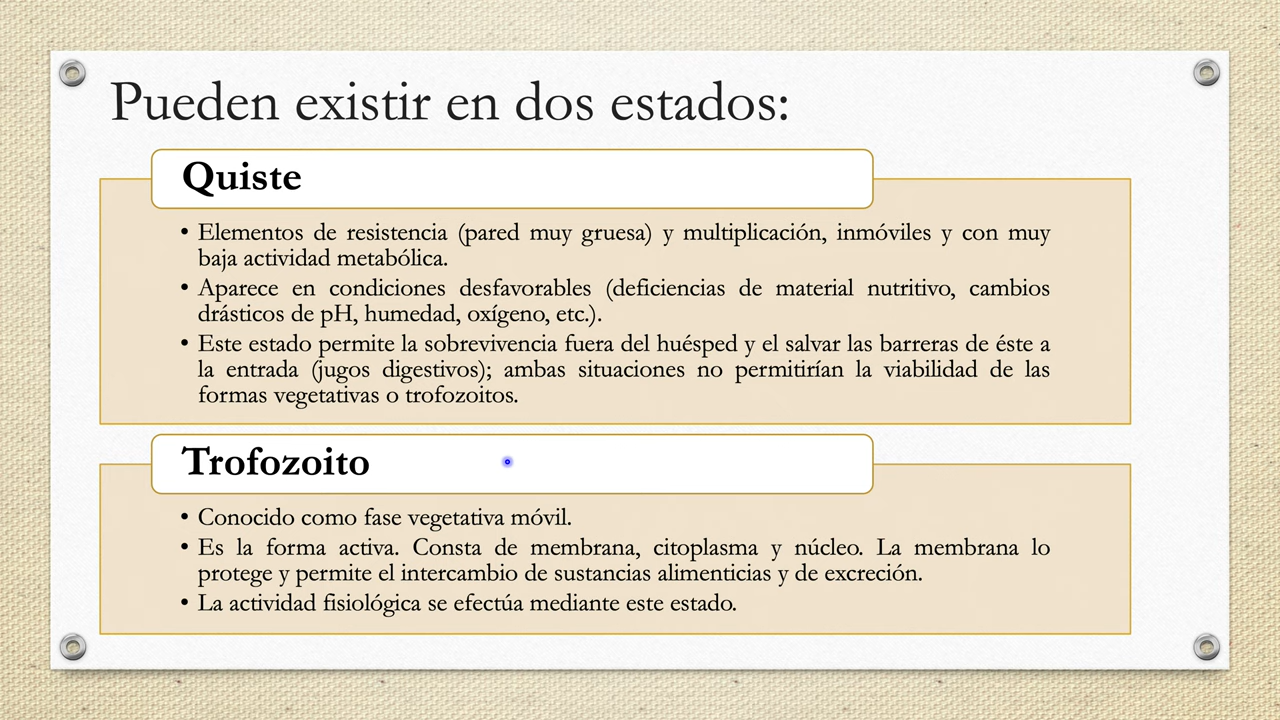 Pueden existir en dos estados:
Quiste
• Elementos de resistencia (pared muy gruesa) y multiplicación, inmóviles y con muy
baja actividad metabólica.
• Aparece en condiciones desfavorables (deficiencias de material nutritivo, cambios
drásticos de pH, humedad, oxígeno, etc.).
• Este estado permite la sobrevivencia fuera del huésped y el salvar las barreras de éste a
la entrada (jugos digestivos); ambas situaciones no permitirían la viabilidad de las
formas vegetativas o trofozoitos.
Trofozoito
• Conocido como fase vegetativa móvil.
• Es la forma activa. Consta de membrana, citoplasma y núcleo. La membrana lo
protege y permite el intercambio de sustancias alimenticias y de excreción.
• La actividad fisiológica se efectúa mediante este estado.